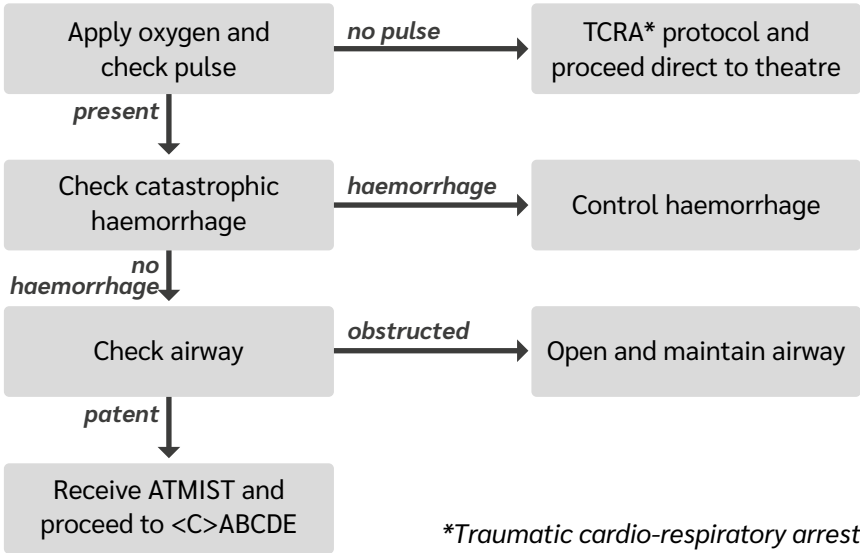 Apply oxygen and
check pulse
no pulse
TCRA* protocol and
proceed direct to theatre
present
Check catastrophic
haemorrhage
haemorrhage
Control haemorrhage
no
haemorrhage
Check airway
obstructed
Open and maintain airway
patent
Receive ATMIST and
proceed to <C>ABCDE
*Traumatic cardio-respiratory arrest